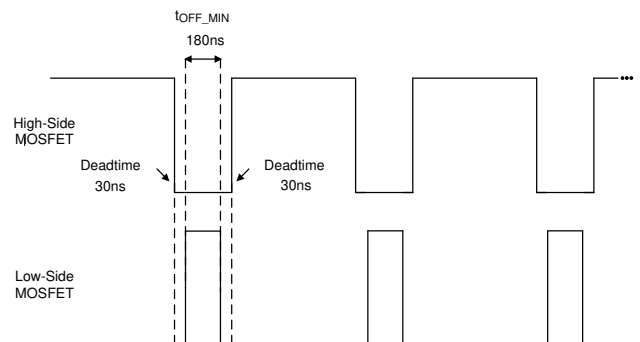 tOFF_MIN
180ns
High-Side
MOSFET
Deadtime
30ns
Deadtime
30ns
Low-Side
MOSFET